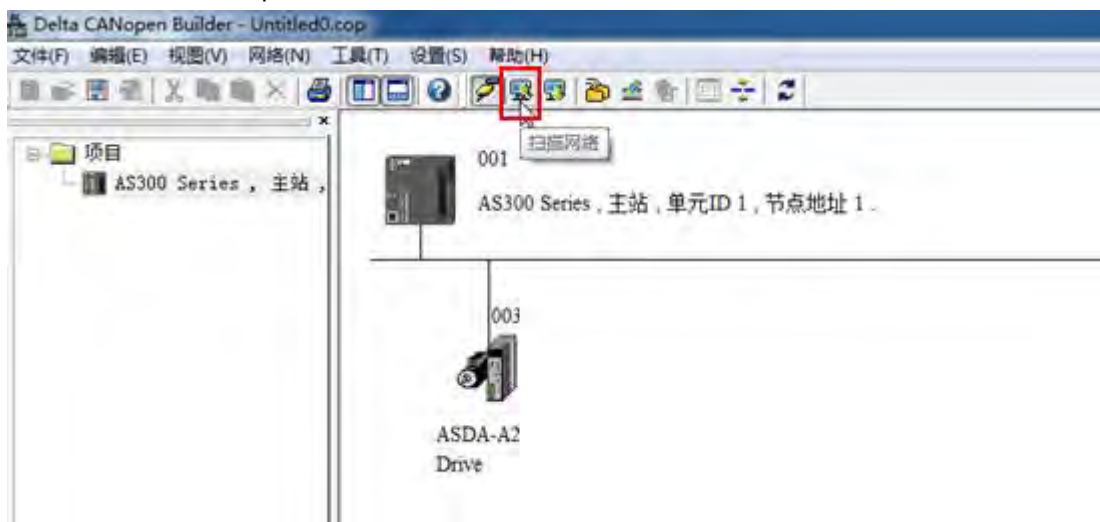 Delta CANopen Builder - Untitled0.cop
文件(F) 编辑(E) 视图(V) 网络(N) 工具(T) 设置(S) 帮助(H)
扫描网络
项目
AS300 Series , 主站 ,
001
AS300 Series , 主站 , 单元ID 1 , 节点地址 1 .
003
ASDA-A2
Drive